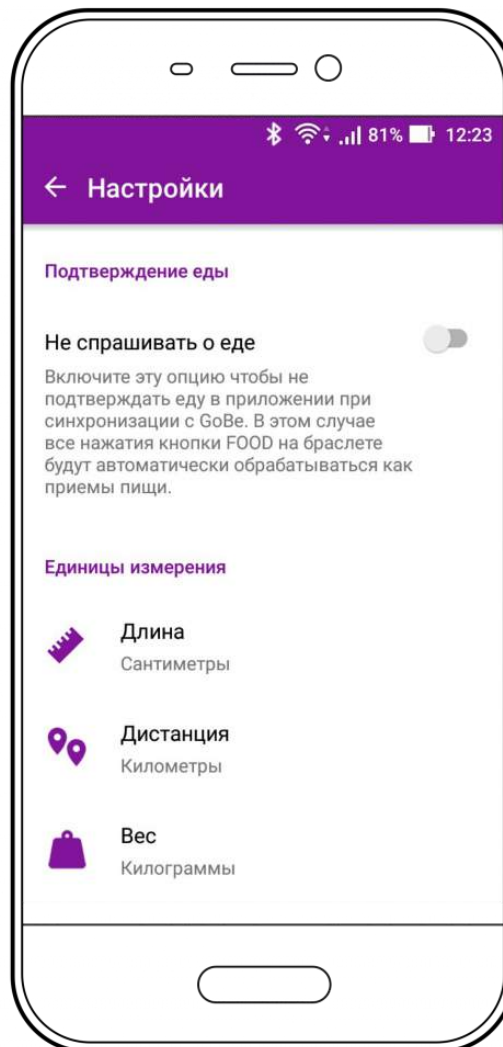 81% 12:23
Настройки
Подтверждение еды
Не спрашивать о еде
Включите эту опцию чтобы не
подтверждать еду в приложении при
синхронизации с GoBe. В этом случае
все нажатия кнопки FOOD на браслете
будут автоматически обрабатываться как
приемы пищи.
Единицы измерения
Длина
Сантиметры
Дистанция
Километры
Вес
Килограммы